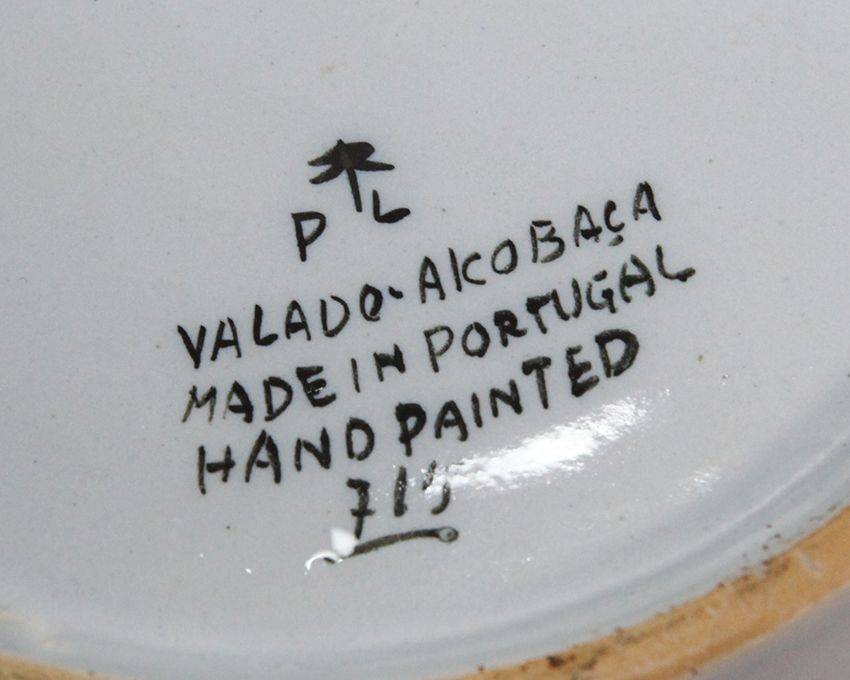 P L
VALADO-ALCOBAÇA
MADE IN PORTUGAL
HAND PAINTED